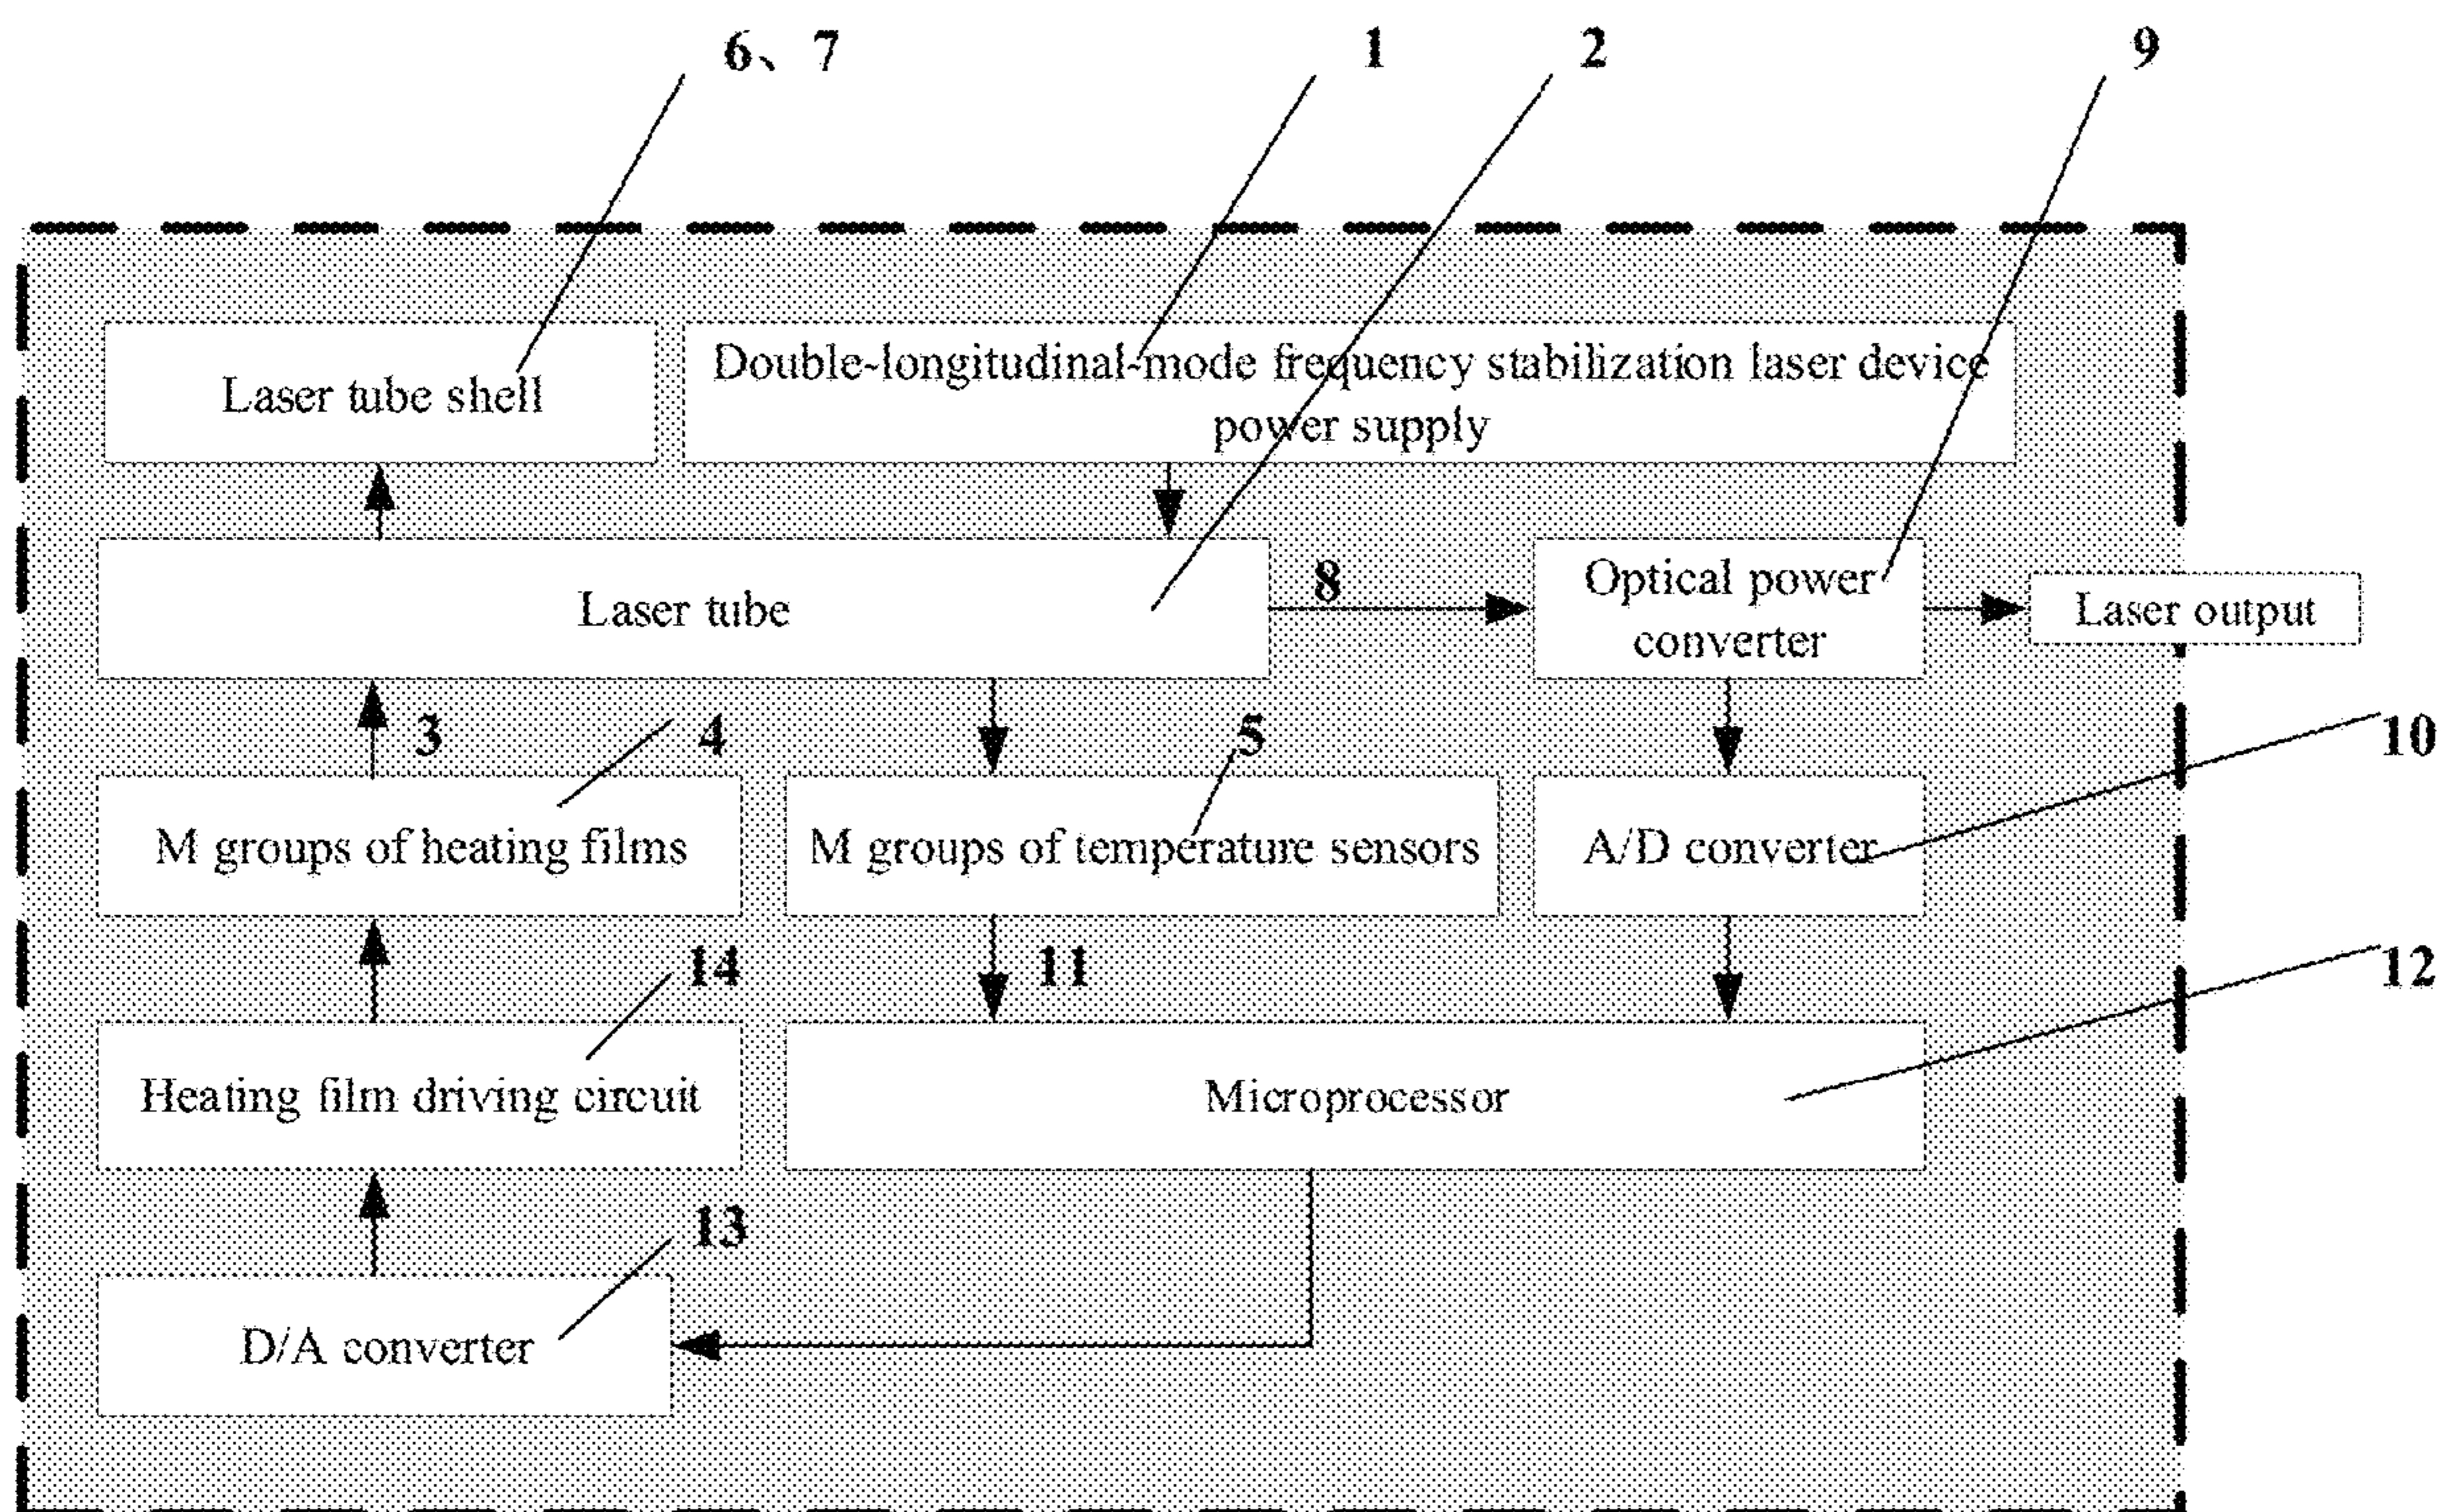 6、 7 1 2 9
Laser tube shell
Double-longitudinal-mode frequency stabilization laser device
power supply
Laser tube
8
Optical power
converter
Laser output
3 4 5 10
M groups of heating films
M groups of temperature sensors
A/D converter
14 11 12
Heating film driving circuit
Microprocessor
13
D/A converter